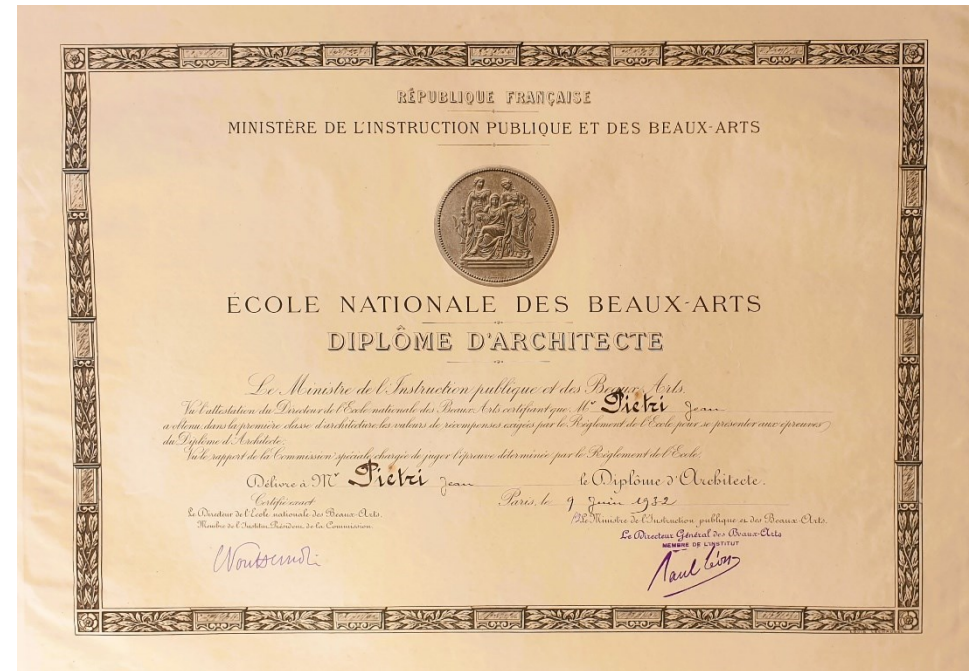 RÉPUBLIQUE FRANÇAISE
MINISTÈRE DE L'INSTRUCTION PUBLIQUE ET DES BEAUX-ARTS
ÉCOLE NATIONALE DES BEAUX-ARTS
DIPLÔME D'ARCHITECTE
Le Ministre de l'Instruction publique et des Beaux-Arts,
Vu l'attestation du Directeur de l'Ecole nationale des Beaux-Arts certifiant que Mr Pietri Jean
a obtenu dans la première classe d'architecture les valeurs de récompenses exigées par le Règlement de l'Ecole pour se présenter aux épreuves
du Diplôme d'Architecte;
Vu le rapport de la Commission spéciale chargée de juger l'épreuve déterminée par le Règlement de l'Ecole.
Délivre à Mr Pietri Jean le Diplôme d'Architecte.
Certifié exact Paris, le 9 Juin 1932
Le Directeur de l'Ecole nationale des Beaux-Arts, Le Ministre de l'Instruction publique et des Beaux-Arts,
Membre de l'Institut, Président de la Commission. Le Directeur Général des Beaux-Arts
MEMBRE DE L'INSTITUT
Paul Léon